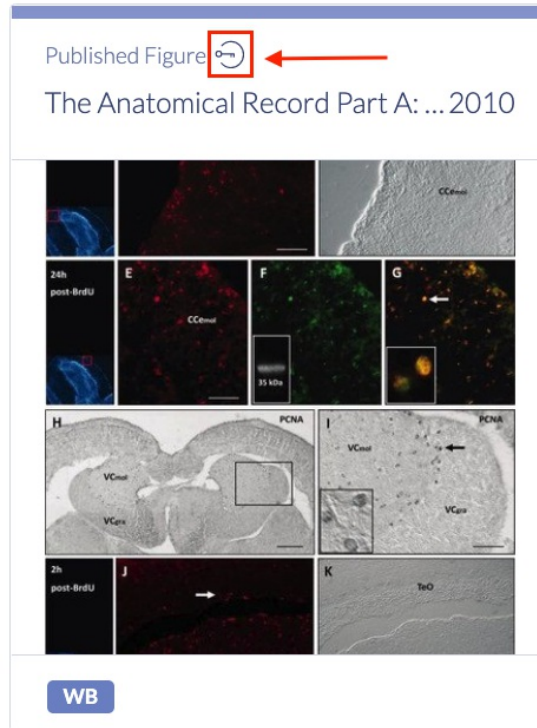 Published Figure
The Anatomical Record Part A: ... 2010
CCemol
24h
post-BrdU
E
F
G
CCemol
35 kDa
H
PCNA
I
PCNA
VCmol
VCmol
VCgra
VCgra
2h
post-BrdU
J
K
TeO
WB